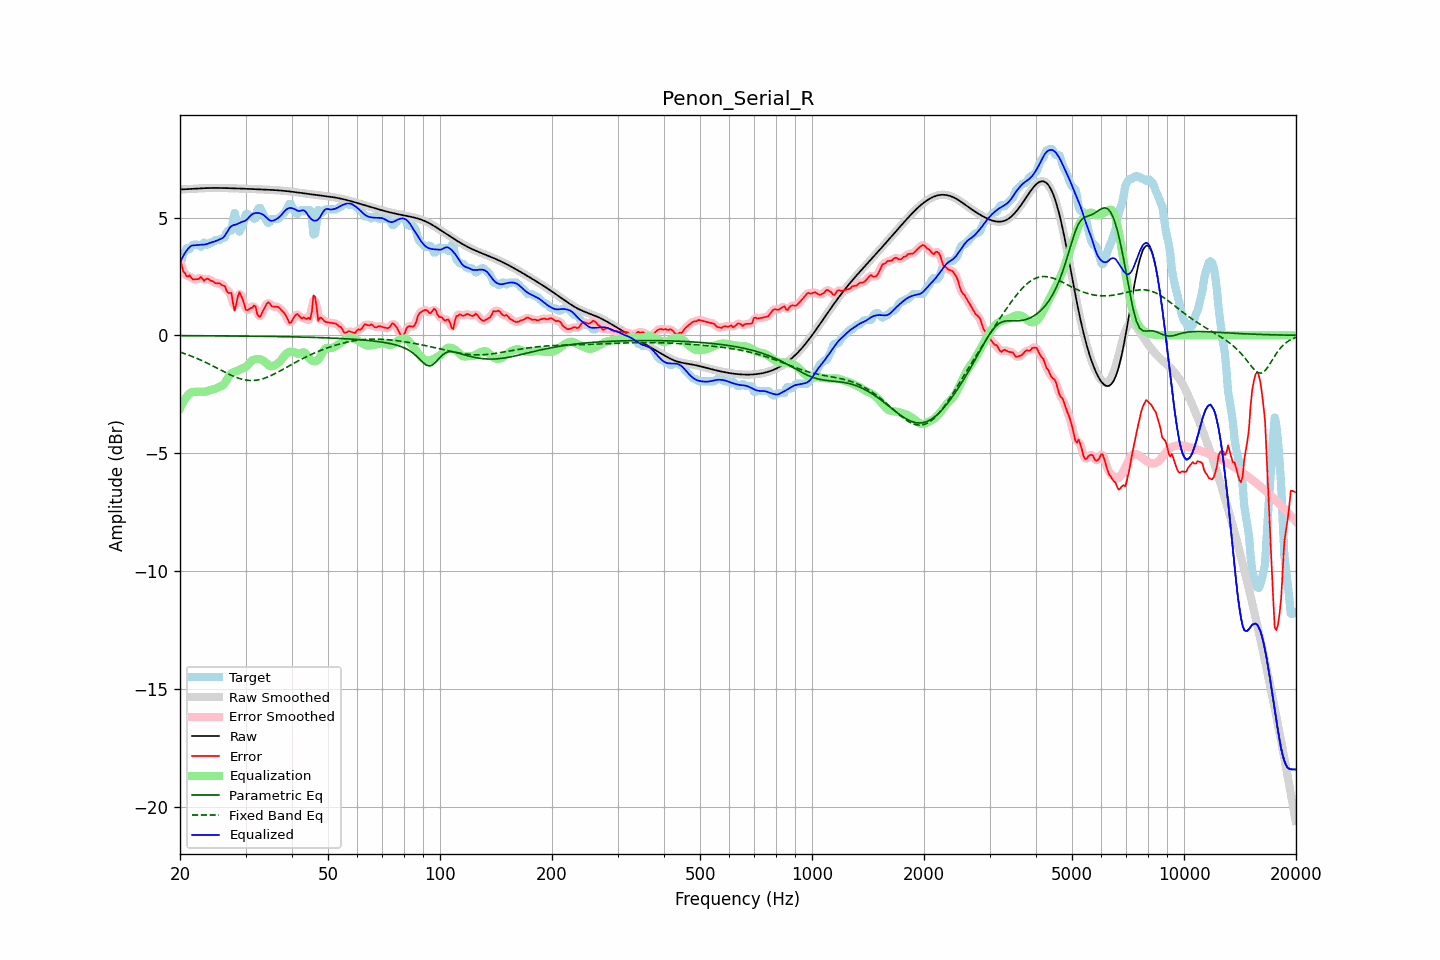 Penon_Serial_R
Amplitude (dBr)
5
0
−5
−10
−15
−20
Target
Raw Smoothed
Error Smoothed
Raw
Error
Equalization
Parametric Eq
Fixed Band Eq
Equalized
20 50 100 200 500 1000 2000 5000 10000 20000
Frequency (Hz)